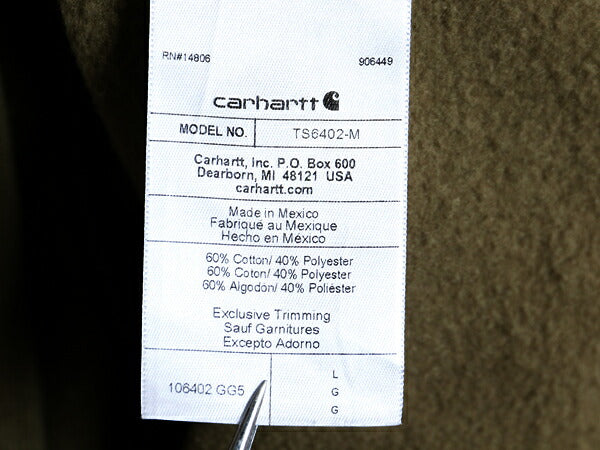 RN#14806 906449
carhartt
MODEL NO. TS6402-M
Carhartt, Inc. P.O. Box 600
Dearborn, MI 48121 USA
carhartt.com
Made in Mexico
Fabriqué au Mexique
Hecho en México
60% Cotton/ 40% Polyester
60% Coton/ 40% Polyester
60% Algodón/ 40% Poliéster
Exclusive Trimming
Sauf Garnitures
Excepto Adorno
106402 GG5
L
G
G